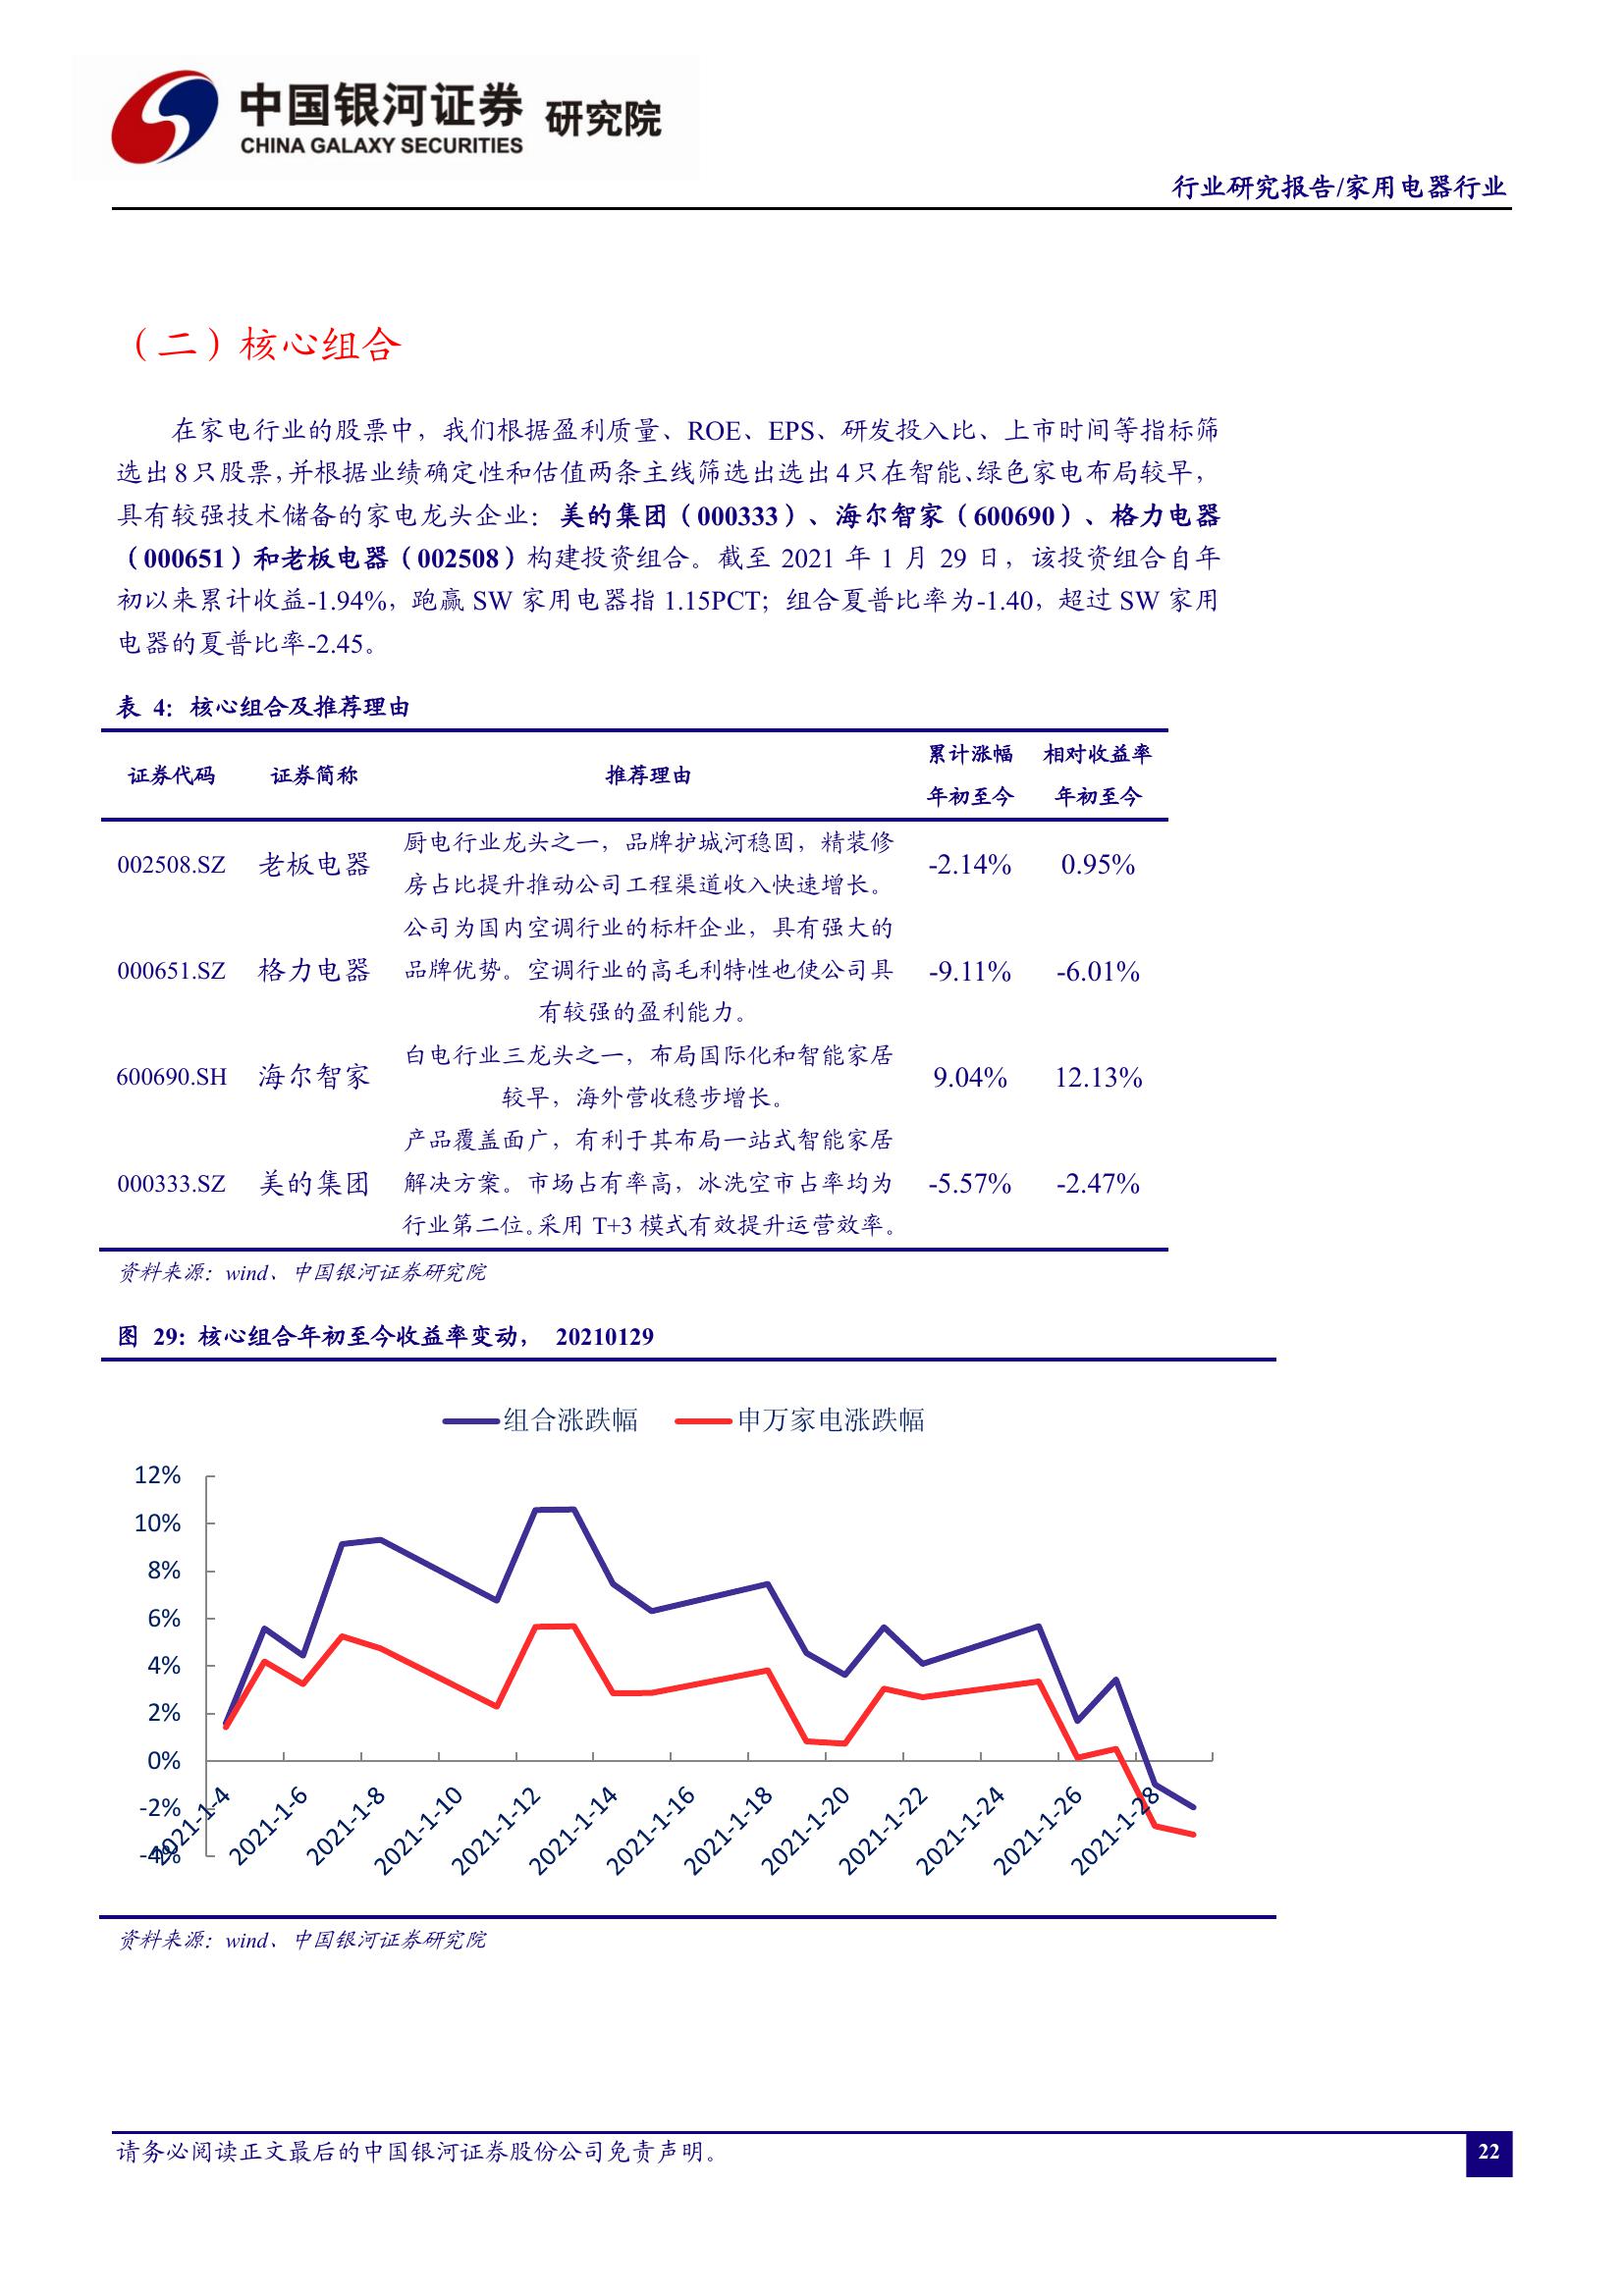 中国银河证券 研究院
CHINA GALAXY SECURITIES
行业研究报告/家用电器行业
（二）核心组合
在家电行业的股票中，我们根据盈利质量、ROE、EPS、研发投入比、上市时间等指标筛
选出 8 只股票，并根据业绩确定性和估值两条主线筛选出选出 4 只在智能、绿色家电布局较早，
具有较强技术储备的家电龙头企业：美的集团（000333）、海尔智家（600690）、格力电器
（000651）和老板电器（002508）构建投资组合。截至 2021 年 1 月 29 日，该投资组合自年
初以来累计收益-1.94%，跑赢 SW 家用电器指 1.15PCT；组合夏普比率为-1.40，超过 SW 家用
电器的夏普比率-2.45。
表 4：核心组合及推荐理由
证券代码 证券简称 推荐理由 累计涨幅 相对收益率
年初至今 年初至今
002508.SZ 老板电器 厨电行业龙头之一，品牌护城河稳固，精装修 -2.14% 0.95%
房占比提升推动公司工程渠道收入快速增长。
公司为国内空调行业的标杆企业，具有强大的
000651.SZ 格力电器 品牌优势。空调行业的高毛利特性也使公司具 -9.11% -6.01%
有较强的盈利能力。
600690.SH 海尔智家 白电行业三龙头之一，布局国际化和智能家居 9.04% 12.13%
较早，海外营收稳步增长。
产品覆盖面广，有利于其布局一站式智能家居
000333.SZ 美的集团 解决方案。市场占有率高，冰洗空市占率均为 -5.57% -2.47%
行业第二位。采用 T+3 模式有效提升运营效率。
资料来源：wind、中国银河证券研究院
图 29：核心组合年初至今收益率变动， 20210129
组合涨跌幅 申万家电涨跌幅
12%
10%
8%
6%
4%
2%
0%
-2%
-4%
2021-1-4 2021-1-6 2021-1-8 2021-1-10 2021-1-12 2021-1-14 2021-1-16 2021-1-18 2021-1-20 2021-1-22 2021-1-24 2021-1-26 2021-1-28
资料来源：wind、中国银河证券研究院
请务必阅读正文最后的中国银河证券股份公司免责声明。
22